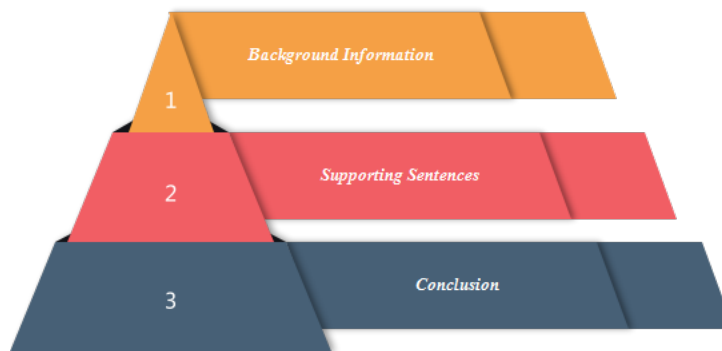 1
Background Information
2
Supporting Sentences
3
Conclusion